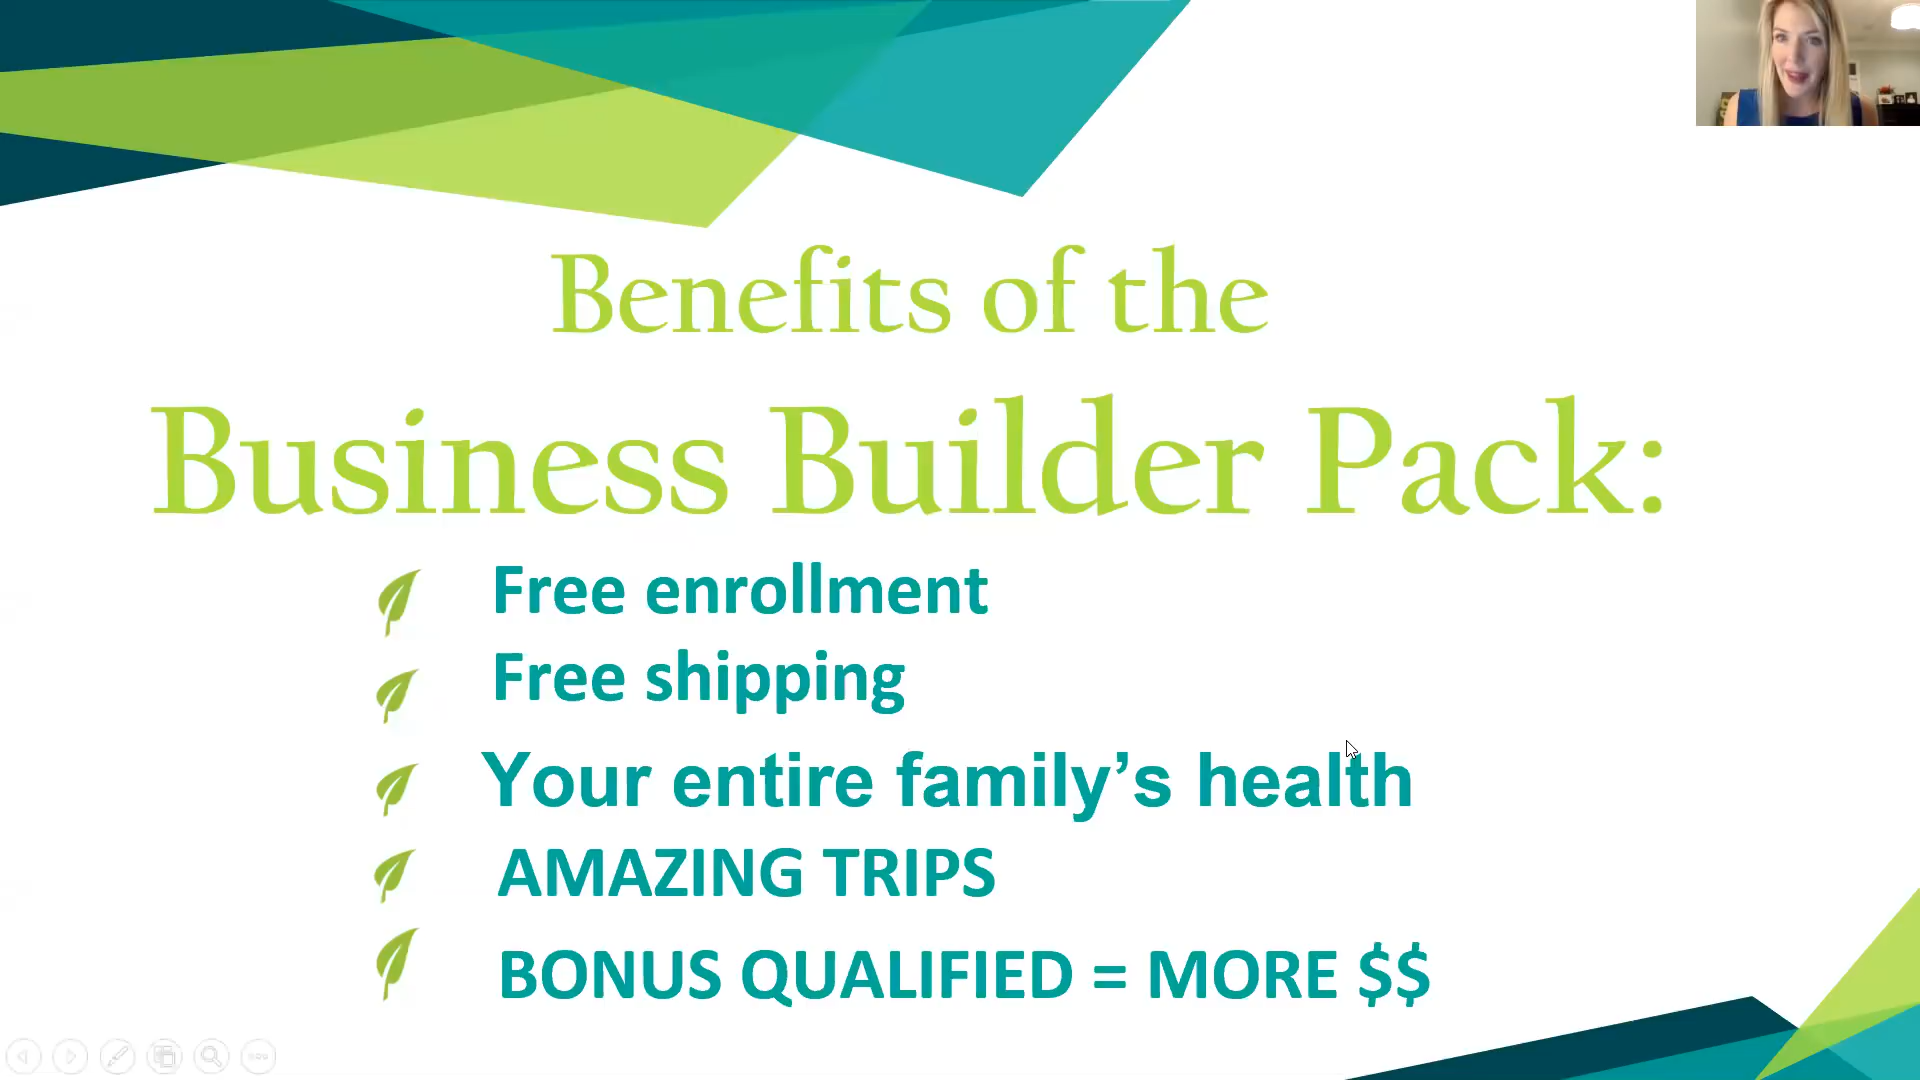 Benefits of the
Business Builder Pack:
Free enrollment
Free shipping
Your entire family’s health
AMAZING TRIPS
BONUS QUALIFIED = MORE $$